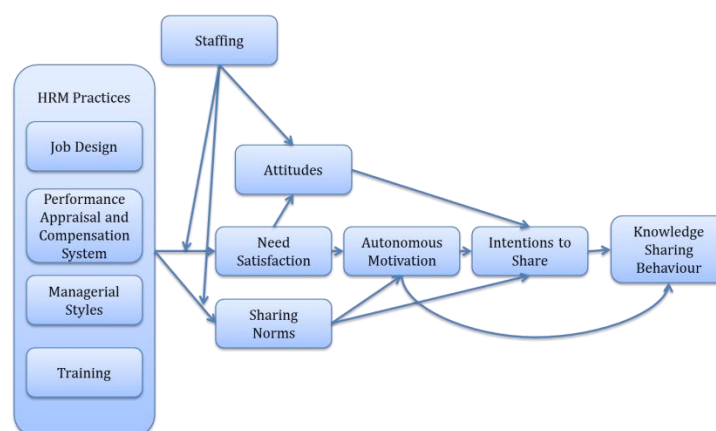 Staffing
HRM Practices
Job Design
Performance
Appraisal and
Compensation
System
Managerial
Styles
Training
Attitudes
Need
Satisfaction
Autonomous
Motivation
Intentions to
Share
Knowledge
Sharing
Behaviour
Sharing
Norms